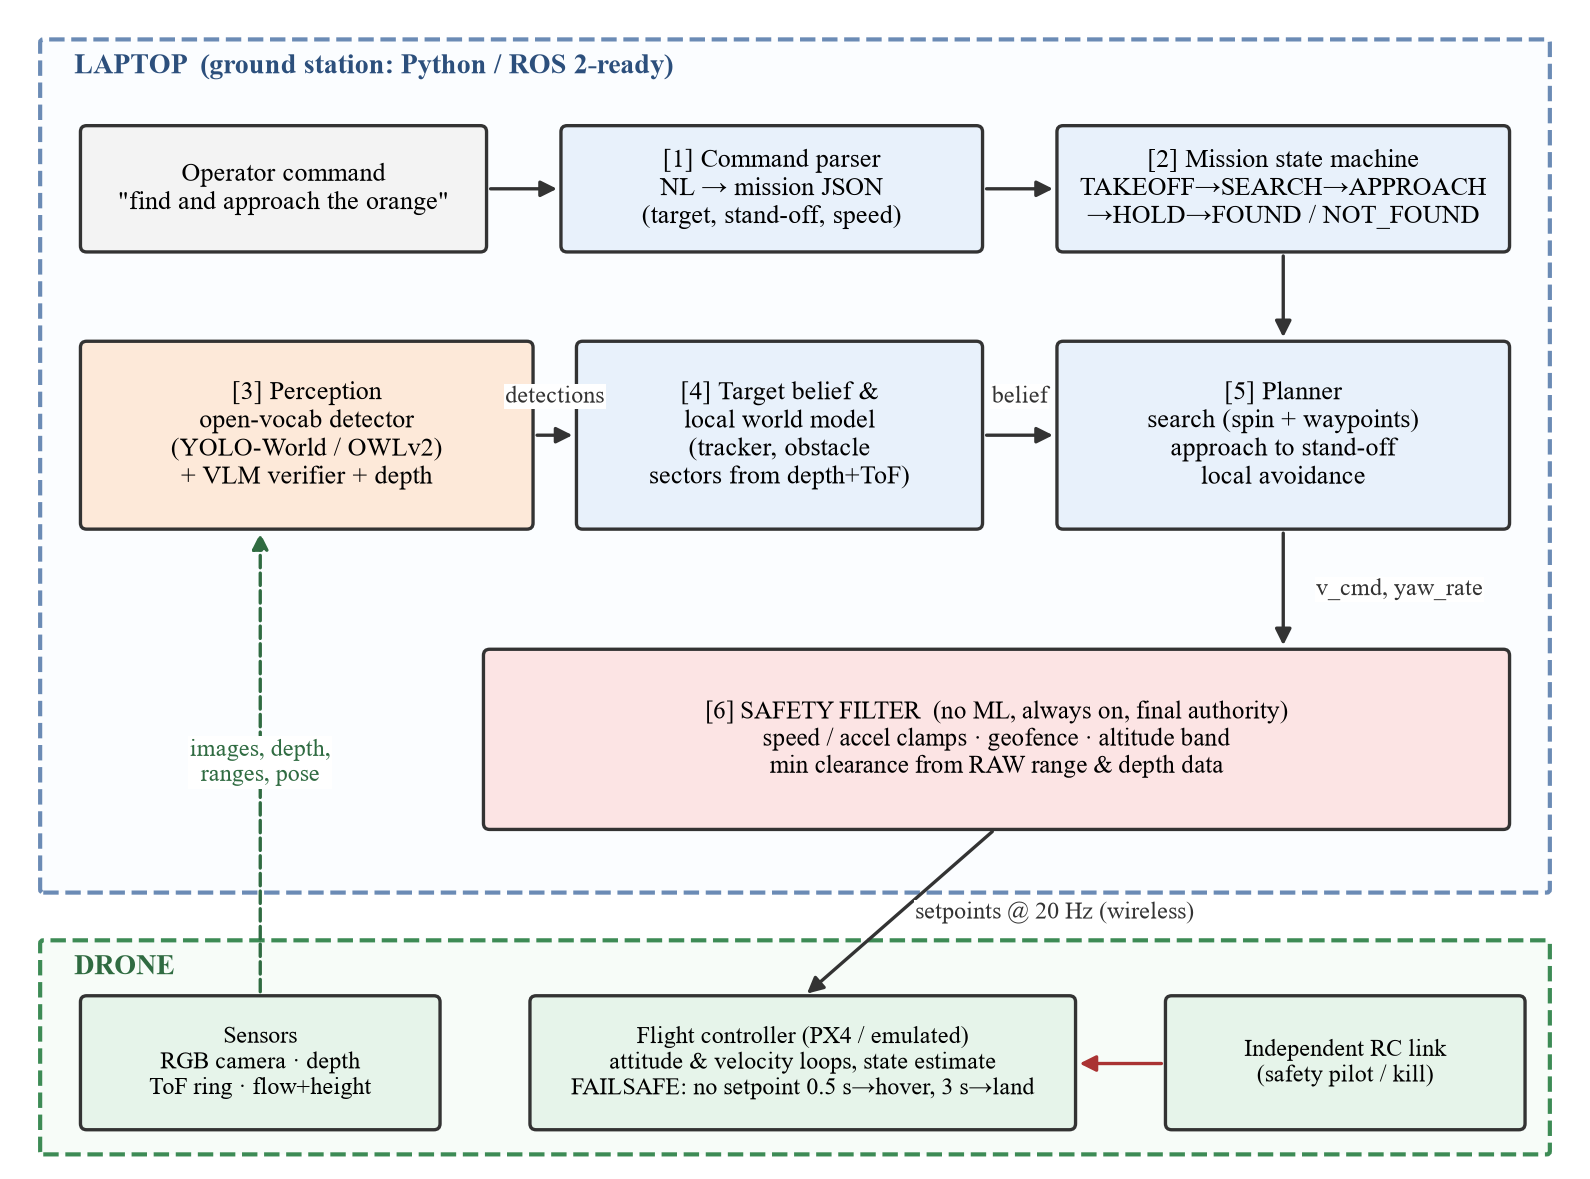 LAPTOP (ground station: Python / ROS 2-ready)
Operator command
"find and approach the orange"
[1] Command parser
NL → mission JSON
(target, stand-off, speed)
[2] Mission state machine
TAKEOFF→SEARCH→APPROACH
→HOLD→FOUND / NOT_FOUND
[3] Perception
open-vocab detector
(YOLO-World / OWLv2)
+ VLM verifier + depth
detections
[4] Target belief &
local world model
(tracker, obstacle
sectors from depth+ToF)
belief
[5] Planner
search (spin + waypoints)
approach to stand-off
local avoidance
v_cmd, yaw_rate
[6] SAFETY FILTER (no ML, always on, final authority)
speed / accel clamps · geofence · altitude band
min clearance from RAW range & depth data
images, depth,
ranges, pose
setpoints @ 20 Hz (wireless)
DRONE
Sensors
RGB camera · depth
ToF ring · flow+height
Flight controller (PX4 / emulated)
attitude & velocity loops, state estimate
FAILSAFE: no setpoint 0.5 s→hover, 3 s→land
Independent RC link
(safety pilot / kill)